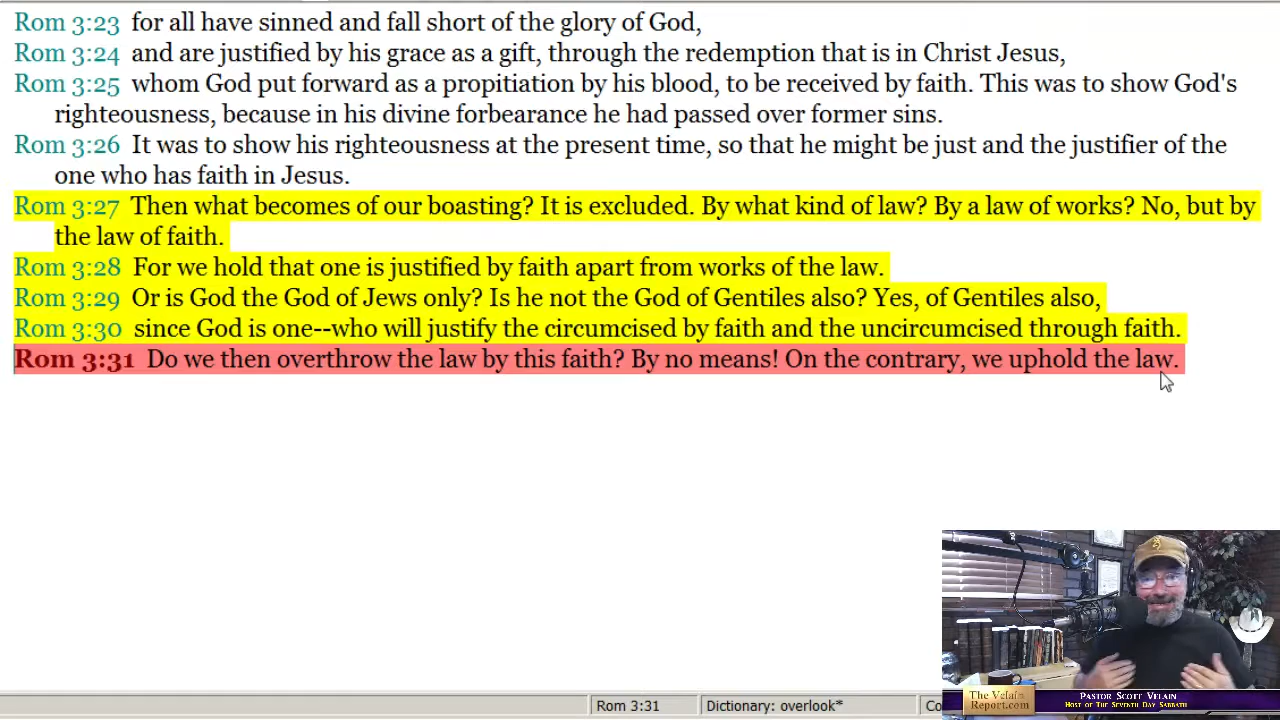 Rom 3:23 for all have sinned and fall short of the glory of God,
Rom 3:24 and are justified by his grace as a gift, through the redemption that is in Christ Jesus,
Rom 3:25 whom God put forward as a propitiation by his blood, to be received by faith. This was to show God's
righteousness, because in his divine forbearance he had passed over former sins.
Rom 3:26 It was to show his righteousness at the present time, so that he might be just and the justifier of the
one who has faith in Jesus.
Rom 3:27 Then what becomes of our boasting? It is excluded. By what kind of law? By a law of works? No, but by
the law of faith.
Rom 3:28 For we hold that one is justified by faith apart from works of the law.
Rom 3:29 Or is God the God of Jews only? Is he not the God of Gentiles also? Yes, of Gentiles also,
Rom 3:30 since God is one--who will justify the circumcised by faith and the uncircumcised through faith.
Rom 3:31 Do we then overthrow the law by this faith? By no means! On the contrary, we uphold the law.
Rom 3:31 Dictionary: overlook* Co
The Velain
Report.com
Pastor Scott Velain
Host of The Seventh Day Sabbath